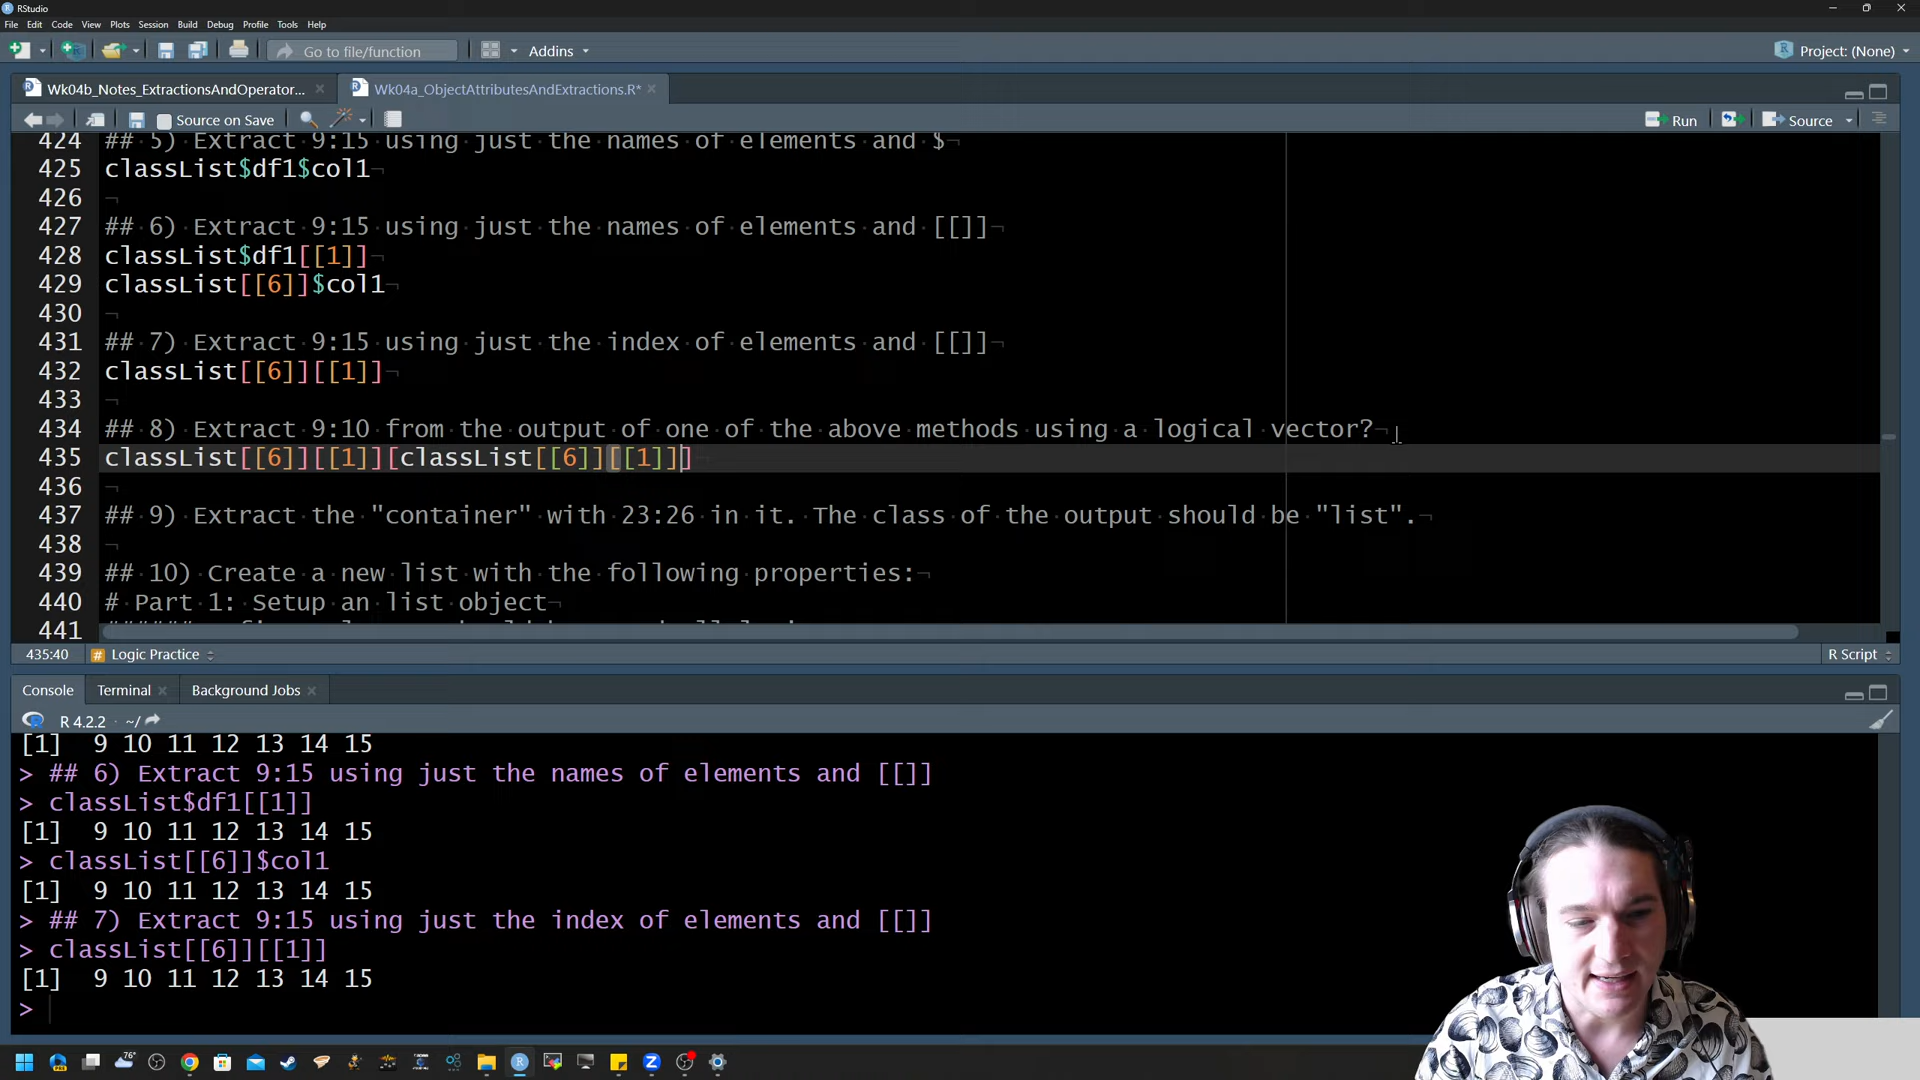 RStudio
File Edit Code View Plots Session Build Debug Profile Tools Help
Go to file/function Addins Project: (None)
Wk04b_Notes_ExtractionsAndOperator... Wk04a_ObjectAttributesAndExtractions.R*
Source on Save Run Source
424 ## 5) Extract 9:15 using just the names of elements and $
425 classList$df1$col1
426
427 ## 6) Extract 9:15 using just the names of elements and [[]]
428 classList$df1[[1]]
429 classList[[6]]$col1
430
431 ## 7) Extract 9:15 using just the index of elements and [[]]
432 classList[[6]][[1]]
433
434 ## 8) Extract 9:10 from the output of one of the above methods using a logical vector?
435 classList[[6]][[1]][classList[[6]][[1]]]
436
437 ## 9) Extract the "container" with 23:26 in it. The class of the output should be "list".
438
439 ## 10) Create a new list with the following properties:
440 # Part 1: Setup an list object
441
435:40 # Logic Practice R Script
Console Terminal Background Jobs
R 4.2.2 · ~/
[1] 9 10 11 12 13 14 15
> ## 6) Extract 9:15 using just the names of elements and [[]]
> classList$df1[[1]]
[1] 9 10 11 12 13 14 15
> classList[[6]]$col1
[1] 9 10 11 12 13 14 15
> ## 7) Extract 9:15 using just the index of elements and [[]]
> classList[[6]][[1]]
[1] 9 10 11 12 13 14 15
>
76°